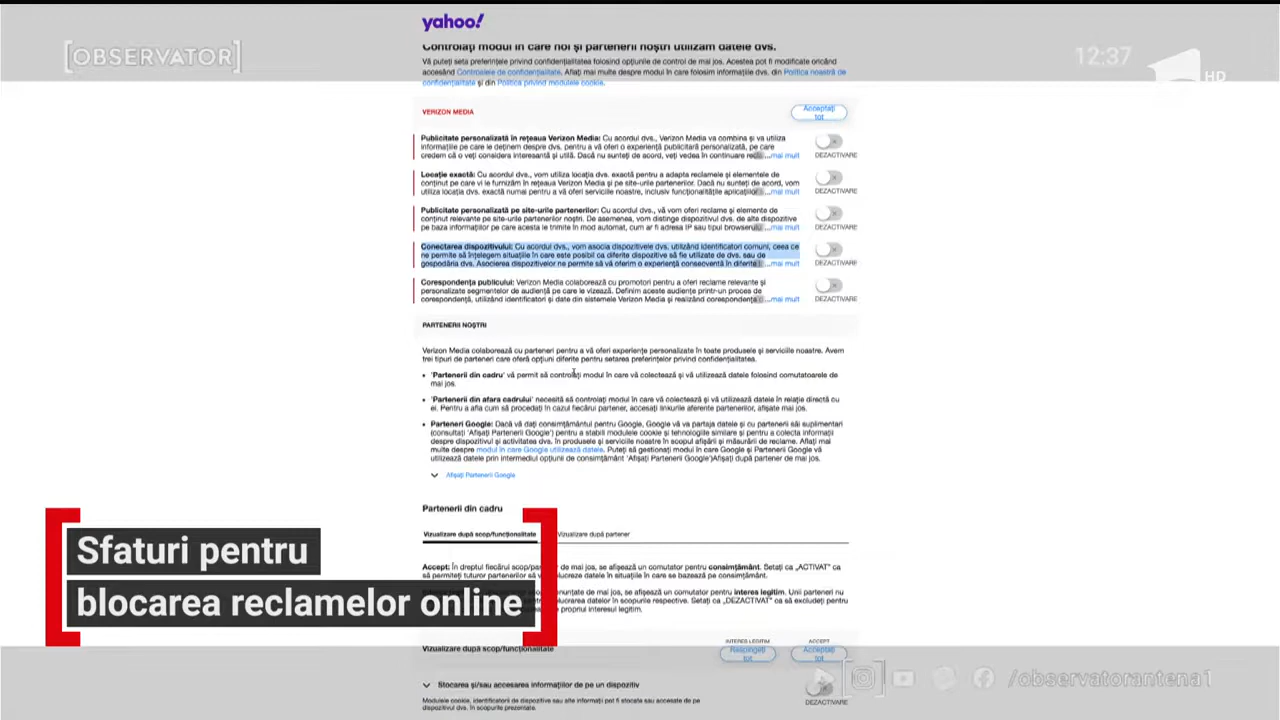 yahoo!
[OBSERVATOR]
12:37
HD
Controlați modul în care noi și partenerii noștri utilizăm datele dvs.
Vă puteți seta preferințele privind confidențialitatea folosind opțiunile de control de mai jos. Acestea pot fi modificate oricând
accesând Controalele de confidențialitate. Aflați mai multe despre modul în care folosim informațiile dvs. din Politica noastră de
confidențialitate și din Politica privind modulele cookie.
VERIZON MEDIA
Acceptați
tot
Publicitate personalizată în rețeaua Verizon Media: Cu acordul dvs., Verizon Media va combina și va utiliza
informațiile pe care le deținem despre dvs. pentru a vă oferi o experiență publicitară personalizată, pe care
credem că o veți considera interesantă și utilă. Dacă nu sunteți de acord, veți vedea în continuare ...mai mult
DEZACTIVARE
Locație exactă: Cu acordul dvs., vom utiliza locația dvs. exactă pentru a adapta reclamele și elementele de
conținut pe care vi le furnizăm în rețeaua Verizon Media și pe site-urile partenerilor. Dacă nu sunteți de acord, vom
utiliza locația dvs. exactă numai pentru a vă oferi serviciile noastre, inclusiv funcționalitățile aplicațiilor ...mai mult
DEZACTIVARE
Publicitate personalizată pe site-urile partenerilor: Cu acordul dvs., vă vom oferi reclame și elemente de
conținut relevante pe site-urile partenerilor noștri. De asemenea, vom distinge dispozitivul dvs. de alte dispozitive
pe baza informațiilor pe care acesta le trimite în mod automat, cum ar fi adresa IP sau tipul browserului ...mai mult
DEZACTIVARE
Conectarea dispozitivului: Cu acordul dvs., vom asocia dispozitivele dvs. utilizând identificatori comuni, ceea ce
ne permite să înțelegem situațiile în care este posibil ca diferite dispozitive să fie utilizate de dvs. sau de
gospodăria dvs. Asocierea dispozitivelor ne permite să vă oferim o experiență consecventă în diferite ...mai mult
DEZACTIVARE
Corespondența publicului: Verizon Media colaborează cu promotori pentru a oferi reclame relevante și
personalizate segmentelor de audiență pe care le vizează. Definim aceste audiențe printr-un proces de
corespondență, utilizând identificatori și date din sistemele Verizon Media și realizând corespondența ...mai mult
DEZACTIVARE
PARTENERII NOȘTRI
Verizon Media colaborează cu parteneri pentru a vă oferi experiențe personalizate în toate produsele și serviciile noastre. Avem
trei tipuri de parteneri care oferă opțiuni diferite pentru setarea preferințelor privind confidențialitatea.
• 'Partenerii din cadru' vă permit să controlați modul în care vă colectează și vă utilizează datele folosind comutatoarele de
mai jos.
• 'Partenerii din afara cadrului' necesită să controlați modul în care vă colectează și vă utilizează datele în relație directă cu
ei. Pentru a afla cum să procedați în cazul fiecărui partener, accesați linkurile aferente partenerilor, afișate mai jos.
• Parteneri Google: Dacă vă dați consimțământul pentru Google, Google va va partaja datele și cu partenerii săi suplimentari
(consultați 'Afișați Partenerii Google') pentru a stabili modulele cookie și tehnologiile similare și pentru a colecta informații
despre dispozitivul și activitatea dvs. în produsele și serviciile noastre în scopul afișării și măsurării de reclame. Aflați mai
multe despre modul în care Google utilizează datele. Puteți să gestionați modul în care Google și Partenerii Google vă
utilizează datele prin intermediul opțiunii de consimțământ 'Afișați Partenerii Google')Afișați după partener de mai jos.
Afișați Partenerii Google
Partenerii din cadru
Vizualizare după scop/funcționalitate
Vizualizare după partener
Sfaturi pentru
blocarea reclamelor online
Accept: În dreptul fiecărui scop/ de mai jos, se afișează un comutator pentru consimțământ. Setați ca „ACTIVAT” ca
să permiteți tuturor partenerilor să datele în situațiile în care se bazează pe consimțământ.
de mai jos, se afișează un comutator pentru interes legitim. Unii parteneri nu
datelor în scopurile respective. Setați ca „DEZACTIVAT” ca să excludeți pentru
propriul interes legitim.
INTERES LEGITIM
ACCEPT
Vizualizare după scop/funcționalitate
Respingeți
tot
Acceptați
tot
Stocarea și/sau accesarea informațiilor de pe un dispozitiv
DEZACTIVARE
Modulele cookie, identificatorii de dispozitiv sau alte informații pot fi stocate sau accesate de pe
dispozitivul dvs. în scopurile prezentate.
/observatorantena1